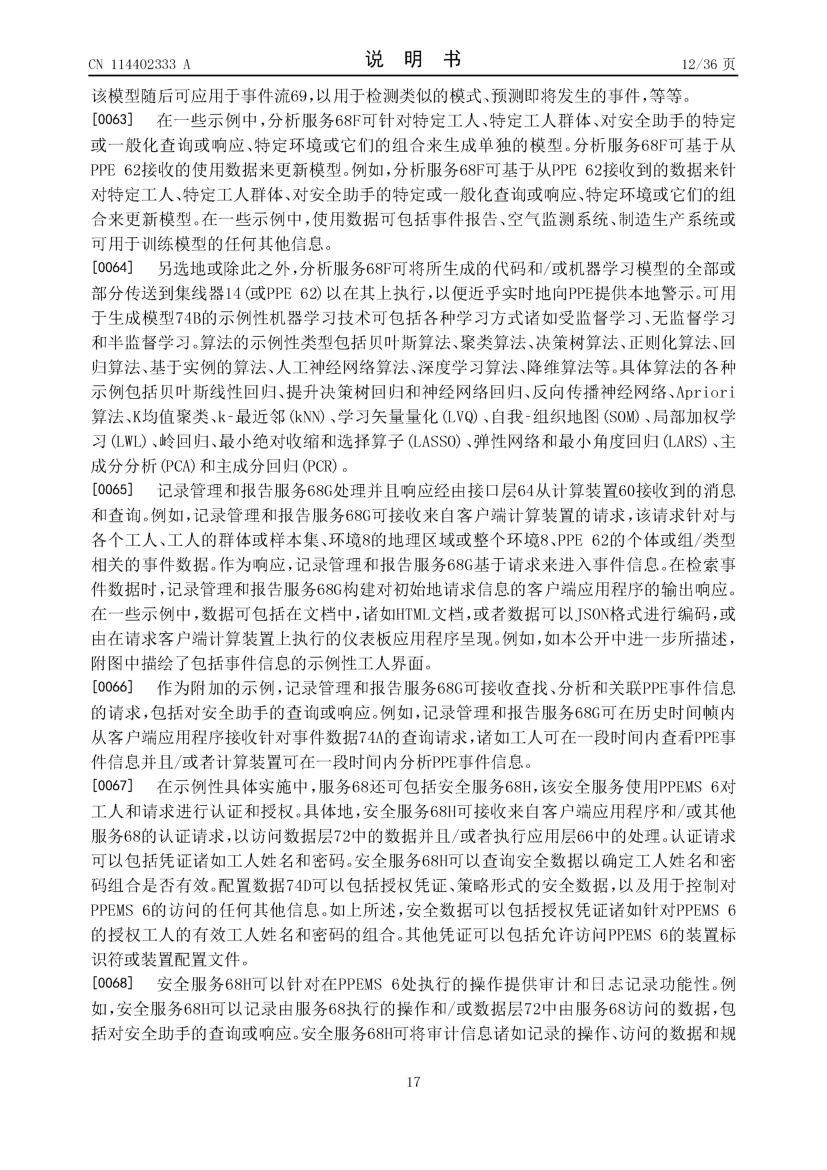 CN 114402333 A
说 明 书
12/36 页
该模型随后可应用于事件流69,以用于检测类似的模式、预测即将发生的事件,等等。
[0063] 在一些示例中,分析服务68F可针对特定工人、特定工人群体、对安全助手的特定
或一般化查询或响应、特定环境或它们的组合来生成单独的模型。分析服务68F可基于从
PPE 62接收的使用数据来更新模型。例如,分析服务68F可基于从PPE 62接收到的数据来针
对特定工人、特定工人群体、对安全助手的特定或一般化查询或响应、特定环境或它们的组
合来更新模型。在一些示例中,使用数据可包括事件报告、空气监测系统、制造生产系统或
可用于训练模型的任何其他信息。
[0064] 另选地或除此之外,分析服务68F可将所生成的代码和/或机器学习模型的全部或
部分传送到集线器14(或PPE 62)以在其上执行,以便近乎实时地向PPE提供本地警示。可用
于生成模型74B的示例性机器学习技术可包括各种学习方式诸如受监督学习、无监督学习
和半监督学习。算法的示例性类型包括贝叶斯算法、聚类算法、决策树算法、正则化算法、回
归算法、基于实例的算法、人工神经网络算法、深度学习算法、降维算法等。具体算法的各种
示例包括贝叶斯线性回归、提升决策树回归和神经网络回归、反向传播神经网络、Apriori
算法、K均值聚类、k-最近邻(kNN)、学习矢量量化(LVQ)、自我-组织地图(SOM)、局部加权学
习(LWL)、岭回归、最小绝对收缩和选择算子(LASSO)、弹性网络和最小角度回归(LARS)、主
成分分析(PCA)和主成分回归(PCR)。
[0065] 记录管理和报告服务68G处理并且响应经由接口层64从计算装置60接收到的消息
和查询。例如,记录管理和报告服务68G可接收来自客户端计算装置的请求,该请求针对与
各个工人、工人的群体或样本集、环境8的地理区域或整个环境8、PPE 62的个体或组/类型
相关的事件数据。作为响应,记录管理和报告服务68G基于请求来进入事件信息。在检索事
件数据时,记录管理和报告服务68G构建对初始地请求信息的客户端应用程序的输出响应。
在一些示例中,数据可包括在文档中,诸如HTML文档,或者数据可以JSON格式进行编码,或
由在请求客户端计算装置上执行的仪表板应用程序呈现。例如,如本公开中进一步所描述,
附图中描绘了包括事件信息的示例性工人界面。
[0066] 作为附加的示例,记录管理和报告服务68G可接收查找、分析和关联PPE事件信息
的请求,包括对安全助手的查询或响应。例如,记录管理和报告服务68G可在历史时间帧内
从客户端应用程序接收针对事件数据74A的查询请求,诸如工人可在一段时间内查看PPE事
件信息并且/或者计算装置可在一段时间内分析PPE事件信息。
[0067] 在示例性具体实施中,服务68还可包括安全服务68H,该安全服务使用PPEMS 6对
工人和请求进行认证和授权。具体地,安全服务68H可接收来自客户端应用程序和/或其他
服务68的认证请求,以访问数据层72中的数据并且/或者执行应用层66中的处理。认证请求
可以包括凭证诸如工人姓名和密码。安全服务68H可以查询安全数据以确定工人姓名和密
码组合是否有效。配置数据74D可以包括授权凭证、策略形式的安全数据,以及用于控制对
PPEMS 6的访问的任何其他信息。如上所述,安全数据可以包括授权凭证诸如针对PPEMS 6
的授权工人的有效工人姓名和密码的组合。其他凭证可以包括允许访问PPEMS 6的装置标
识符或装置配置文件。
[0068] 安全服务68H可以针对在PPEMS 6处执行的操作提供审计和日志记录功能性。例
如,安全服务68H可以记录由服务68执行的操作和/或数据层72中由服务68访问的数据,包
括对安全助手的查询或响应。安全服务68H可将审计信息诸如记录的操作、访问的数据和规
17